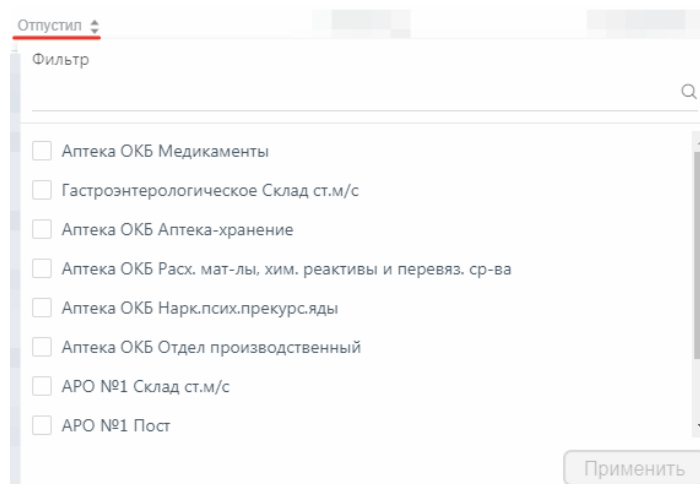 Отпустил
Фильтр
Аптека ОКБ Медикаменты
Гастроэнтерологическое Склад ст.м/с
Аптека ОКБ Аптека-хранение
Аптека ОКБ Расх. мат-лы, хим. реактивы и перевяз. ср-ва
Аптека ОКБ Нарк.псих.прекурс.яды
Аптека ОКБ Отдел производственный
АРО №1 Склад ст.м/с
АРО №1 Пост
Применить